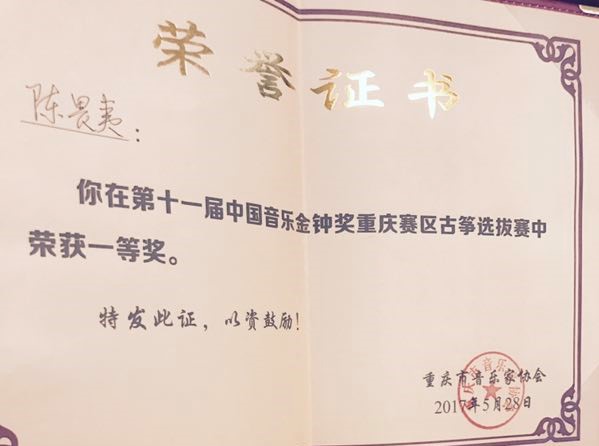 荣誉证书
陈畏夷：
你在第十一届中国音乐金钟奖重庆赛区古筝选拔赛中
荣获一等奖。
特发此证，以资鼓励！
重庆市音乐家协会
2017年5月28日